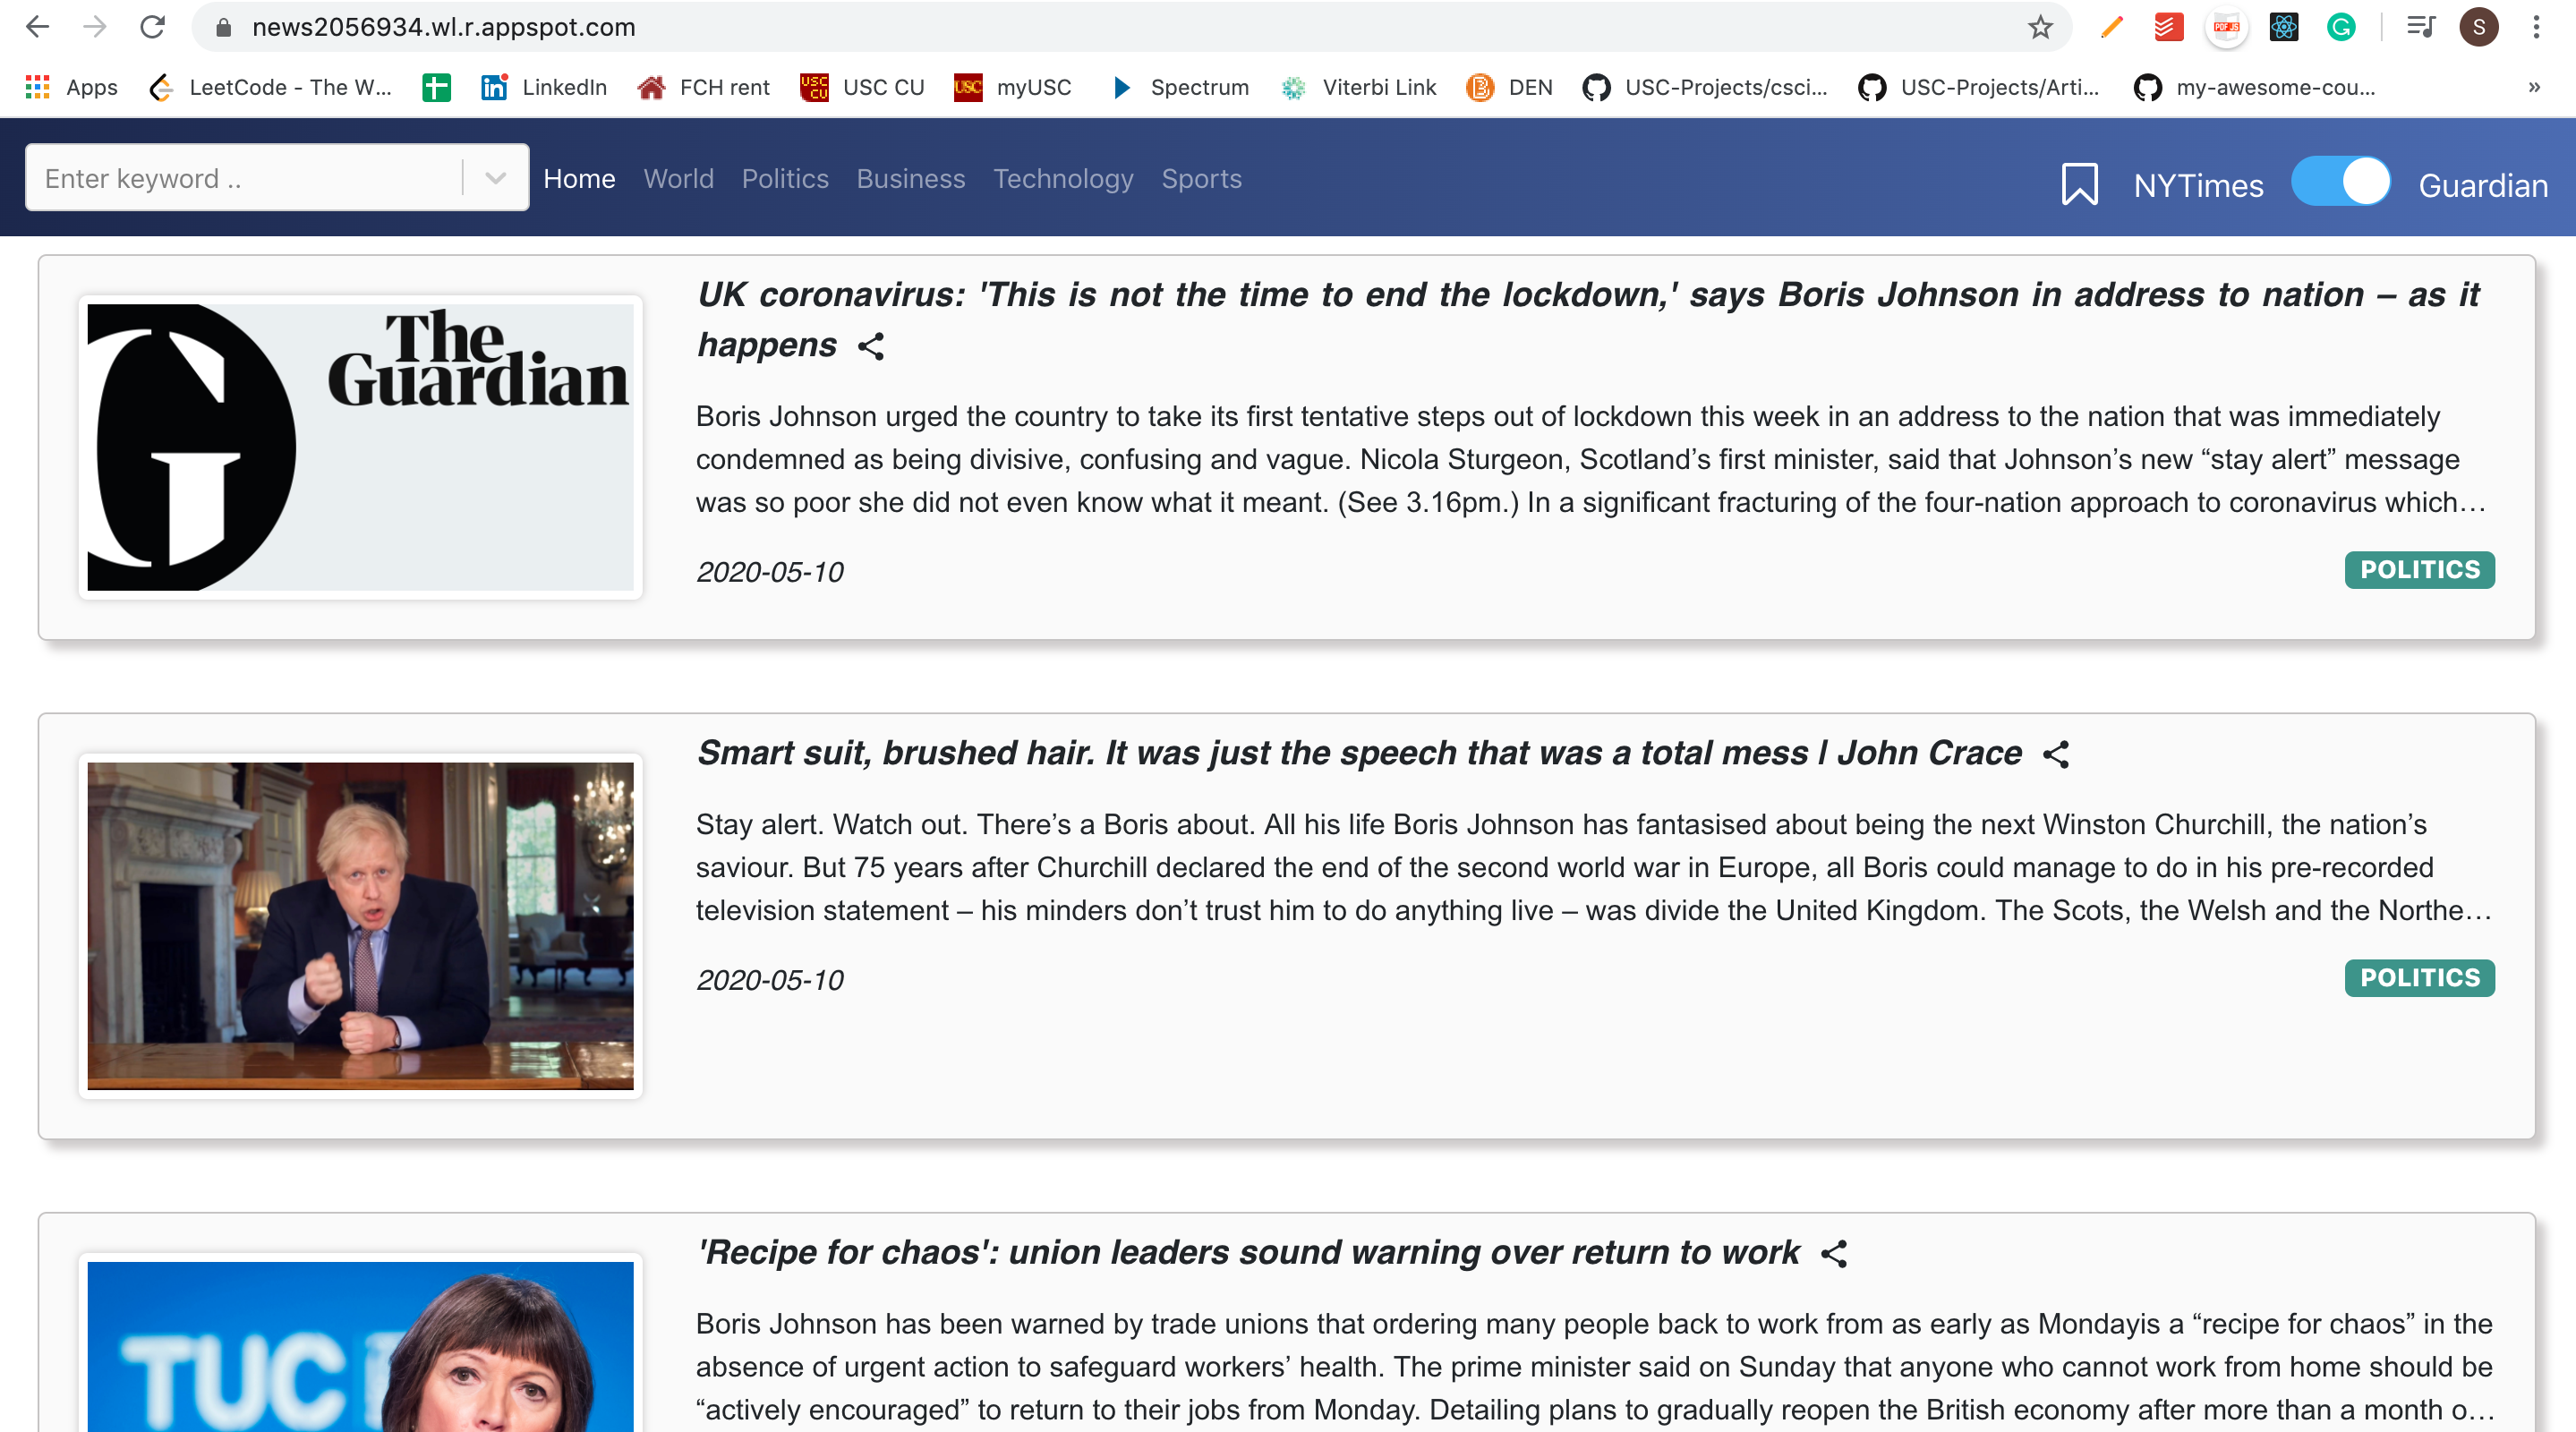 news2056934.wl.r.appspot.com
S
Apps
LeetCode - The W...
LinkedIn
FCH rent
USC CU
USC CU
USC
myUSC
Spectrum
Viterbi Link
DEN
USC-Projects/csci...
USC-Projects/Arti...
my-awesome-cou...
»
Enter keyword ..
Home
World
Politics
Business
Technology
Sports
NYTimes
Guardian
The
Guardian
UK coronavirus: 'This is not the time to end the lockdown,' says Boris Johnson in address to nation – as it
happens
Boris Johnson urged the country to take its first tentative steps out of lockdown this week in an address to the nation that was immediately
condemned as being divisive, confusing and vague. Nicola Sturgeon, Scotland’s first minister, said that Johnson’s new “stay alert” message
was so poor she did not even know what it meant. (See 3.16pm.) In a significant fracturing of the four-nation approach to coronavirus which…
2020-05-10
POLITICS
Smart suit, brushed hair. It was just the speech that was a total mess | John Crace
Stay alert. Watch out. There’s a Boris about. All his life Boris Johnson has fantasised about being the next Winston Churchill, the nation’s
saviour. But 75 years after Churchill declared the end of the second world war in Europe, all Boris could manage to do in his pre-recorded
television statement – his minders don’t trust him to do anything live – was divide the United Kingdom. The Scots, the Welsh and the Northe…
2020-05-10
POLITICS
'Recipe for chaos': union leaders sound warning over return to work
TUC
Boris Johnson has been warned by trade unions that ordering many people back to work from as early as Mondayis a “recipe for chaos” in the
absence of urgent action to safeguard workers’ health. The prime minister said on Sunday that anyone who cannot work from home should be
“actively encouraged” to return to their jobs from Monday. Detailing plans to gradually reopen the British economy after more than a month o…